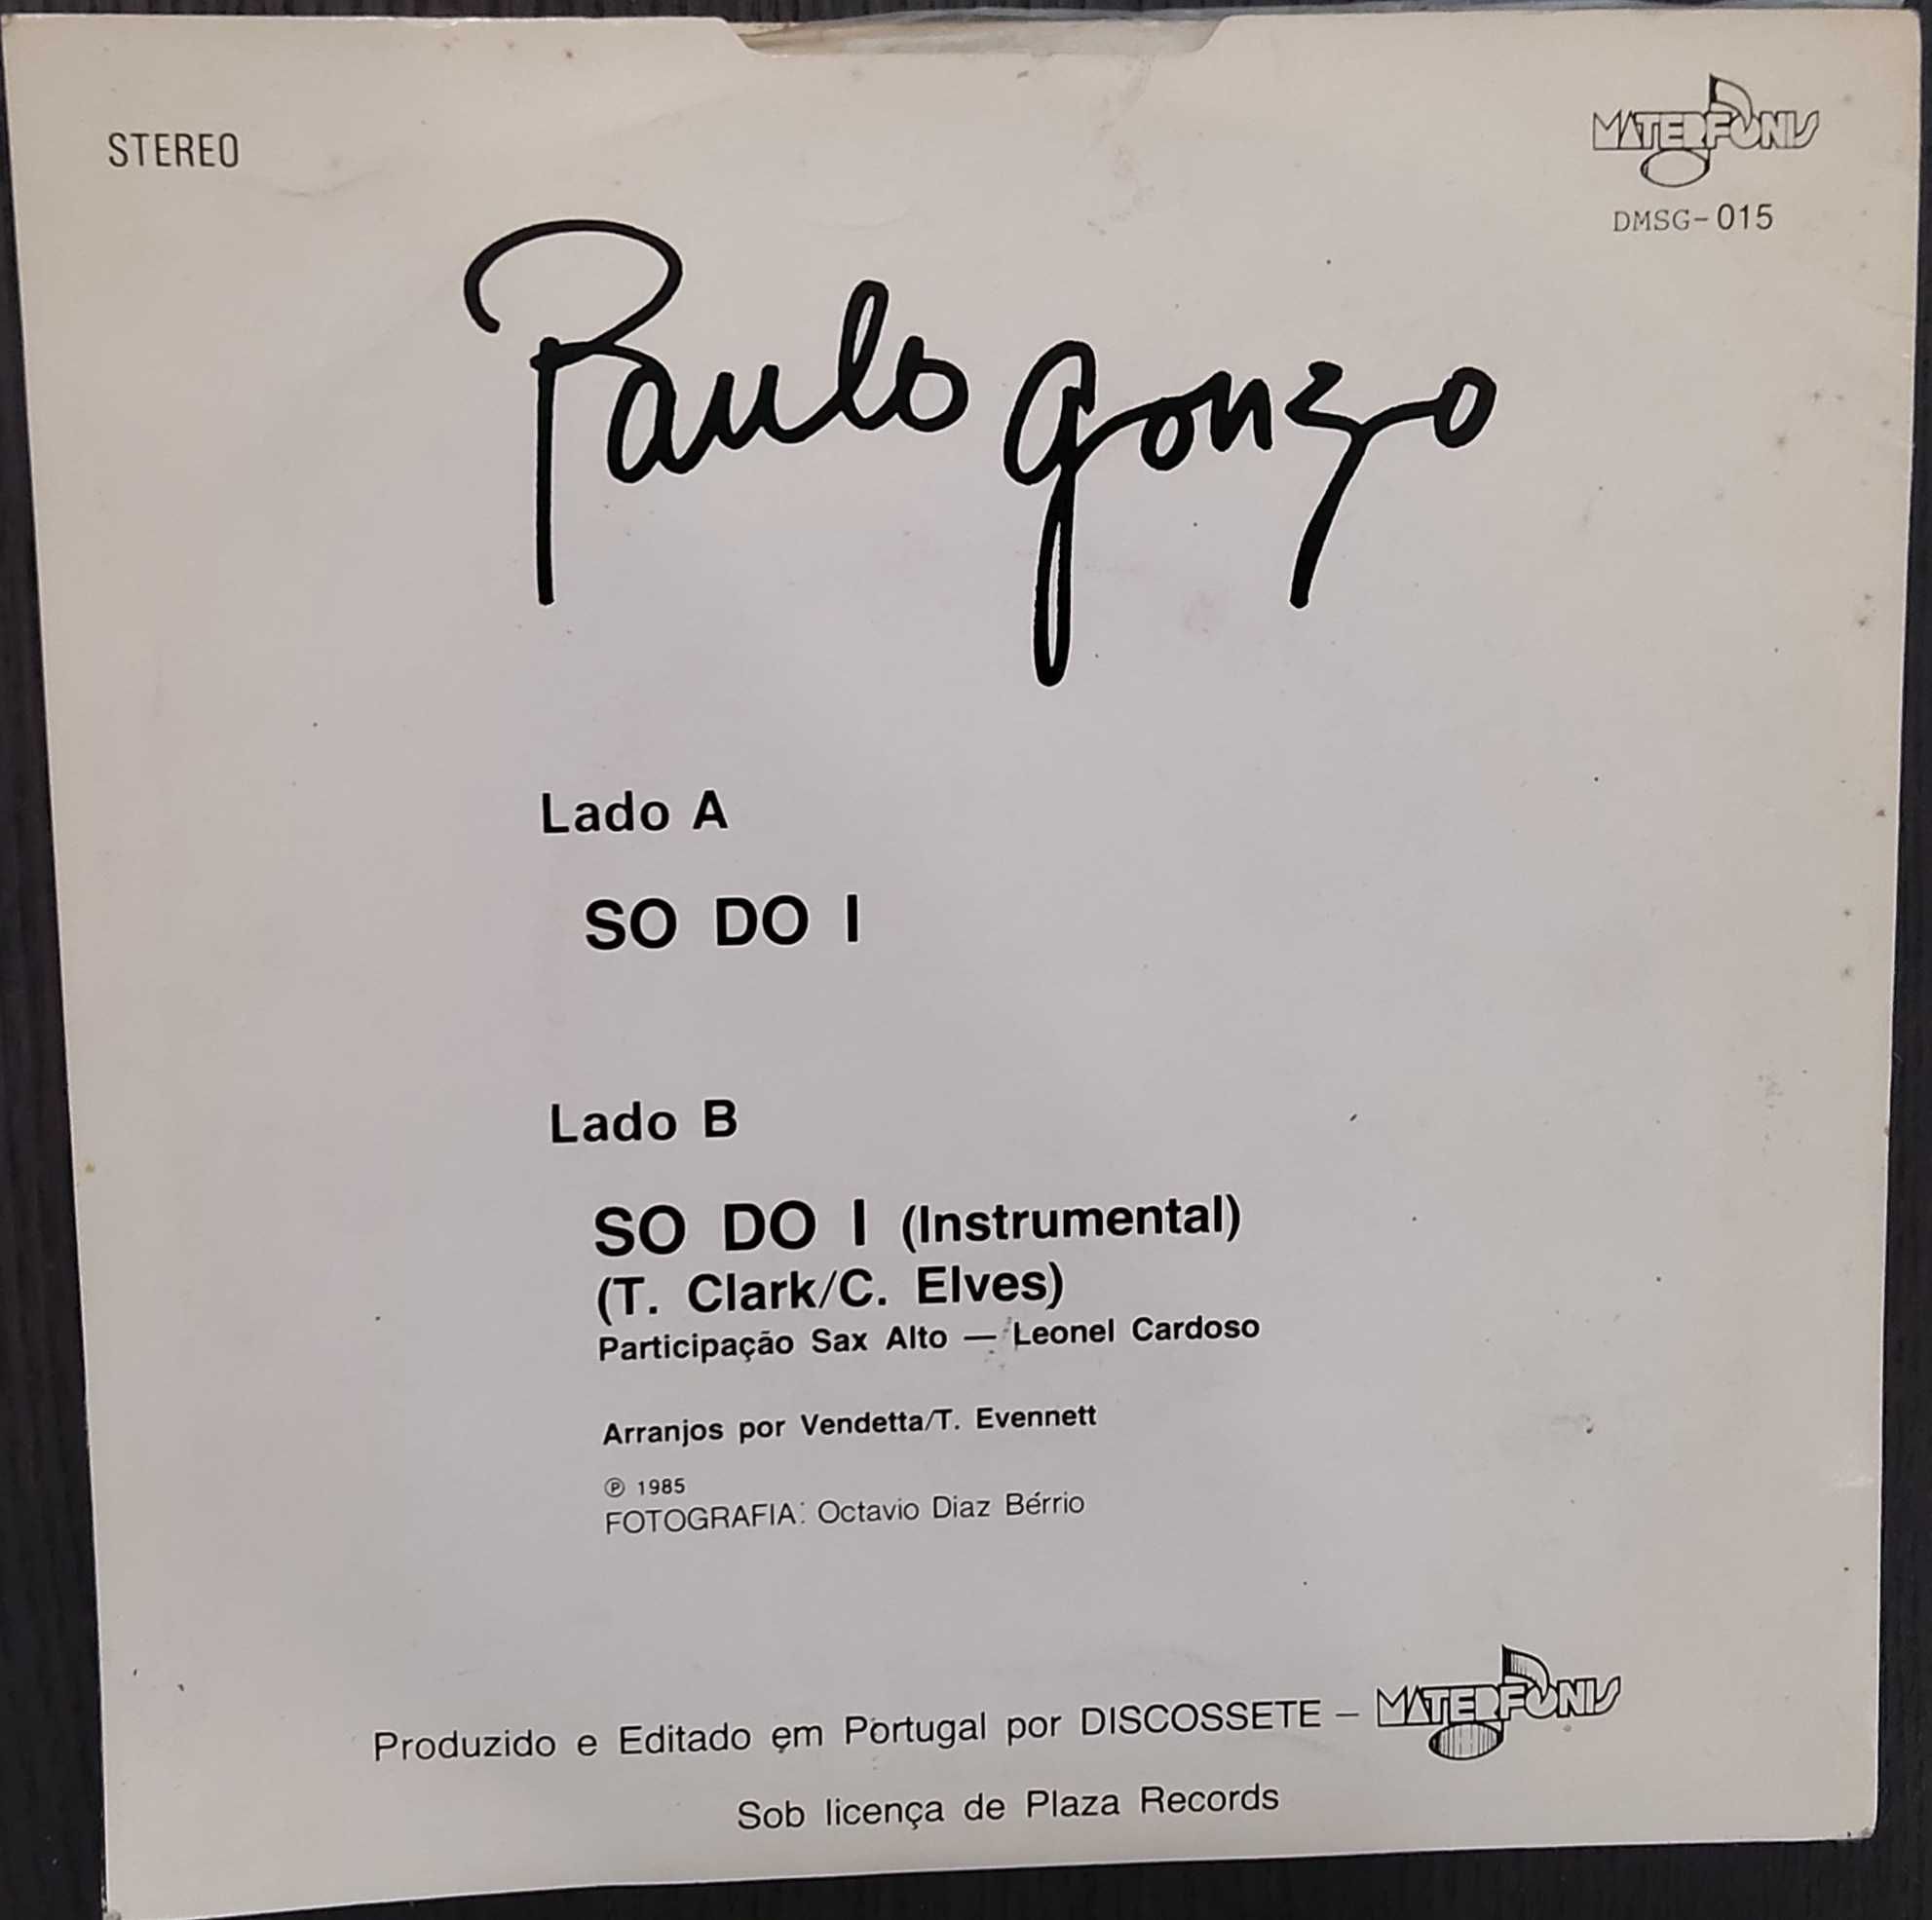 STEREO
MATERFONIS
DMSG-015
Paulo gonzo
Lado A
SO DO I
Lado B
SO DO I (Instrumental)
(T. Clark/C. Elves)
Participação Sax Alto — Leonel Cardoso
Arranjos por Vendetta/T. Evennett
℗ 1985
FOTOGRAFIA: Octavio Diaz Bérrio
Produzido e Editado em Portugal por DISCOSSETE – MATERFONIS
Sob licença de Plaza Records